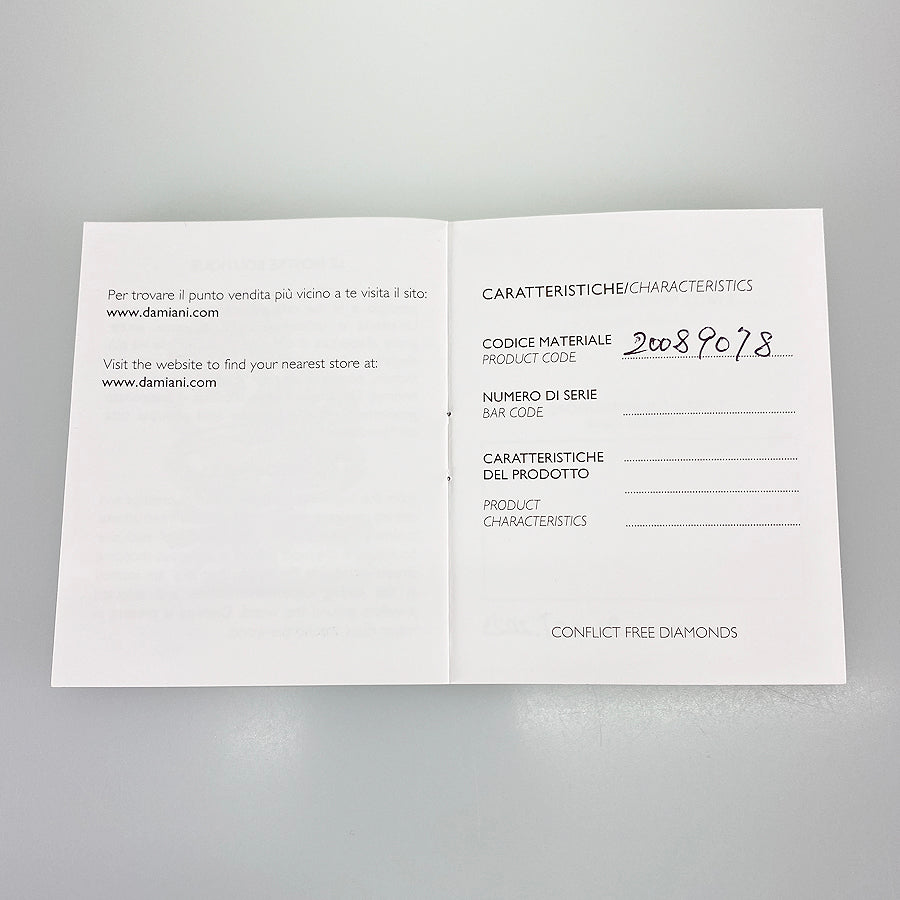 Per trovare il punto vendita più vicino a te visita il sito:
www.damiani.com
Visit the website to find your nearest store at:
www.damiani.com
CARATTERISTICHE/CHARACTERISTICS
CODICE MATERIALE 20089078
PRODUCT CODE
NUMERO DI SERIE
BAR CODE
CARATTERISTICHE
DEL PRODOTTO
PRODUCT
CHARACTERISTICS
CONFLICT FREE DIAMONDS